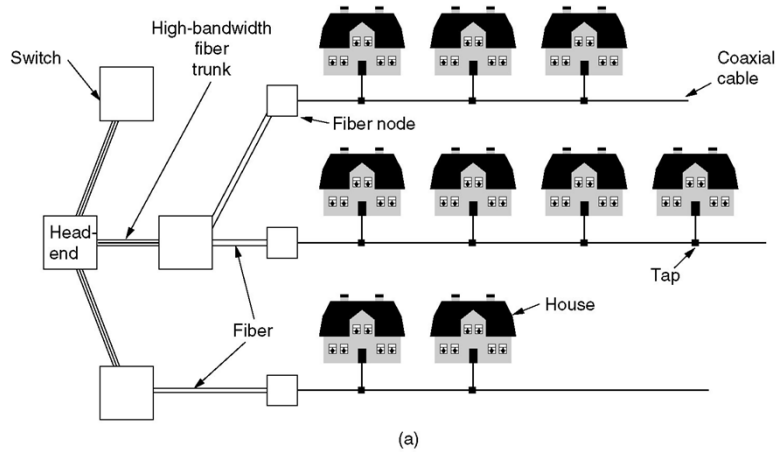 High-bandwidth
fiber
trunk
Switch
Coaxial
cable
Fiber node
Head-
end
Tap
House
Fiber
(a)